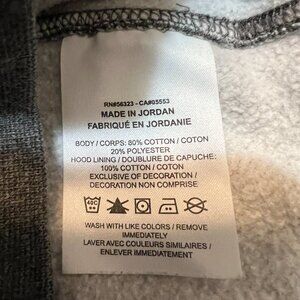 RN#56323 - CA#05553
MADE IN JORDAN
FABRIQUÉ EN JORDANIE
BODY / CORPS: 80% COTTON / COTON
20% POLYESTER
HOOD LINING / DOUBLURE DE CAPUCHE:
100% COTTON / COTON
EXCLUSIVE OF DECORATION /
DECORATION NON COMPRISE
40C
WASH WITH LIKE COLORS / REMOVE
IMMEDIATELY
LAVER AVEC COULEURS SIMILAIRES /
ENLEVER IMMEDIATEMENT